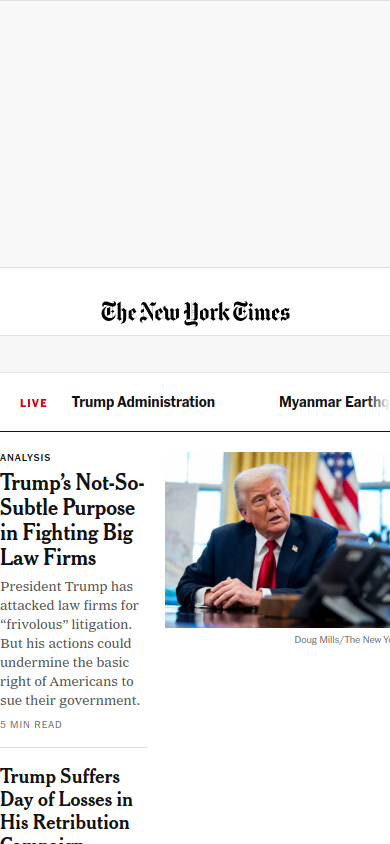 The New York Times
LIVE
Trump Administration
Myanmar Earthq
ANALYSIS
Trump's Not-So-
Subtle Purpose
in Fighting Big
Law Firms
President Trump has
attacked law firms for
“frivolous” litigation.
But his actions could
undermine the basic
right of Americans to
sue their government.
5 MIN READ
Doug Mills/The New Yo
Trump Suffers
Day of Losses in
His Retribution
Campaign